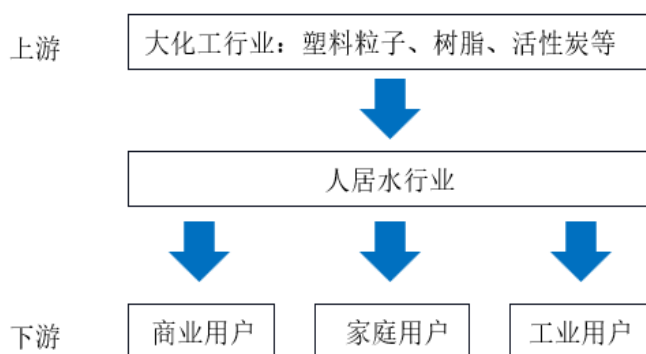 上游
大化工行业：塑料粒子、树脂、活性炭等
人居水行业
下游
商业用户
家庭用户
工业用户